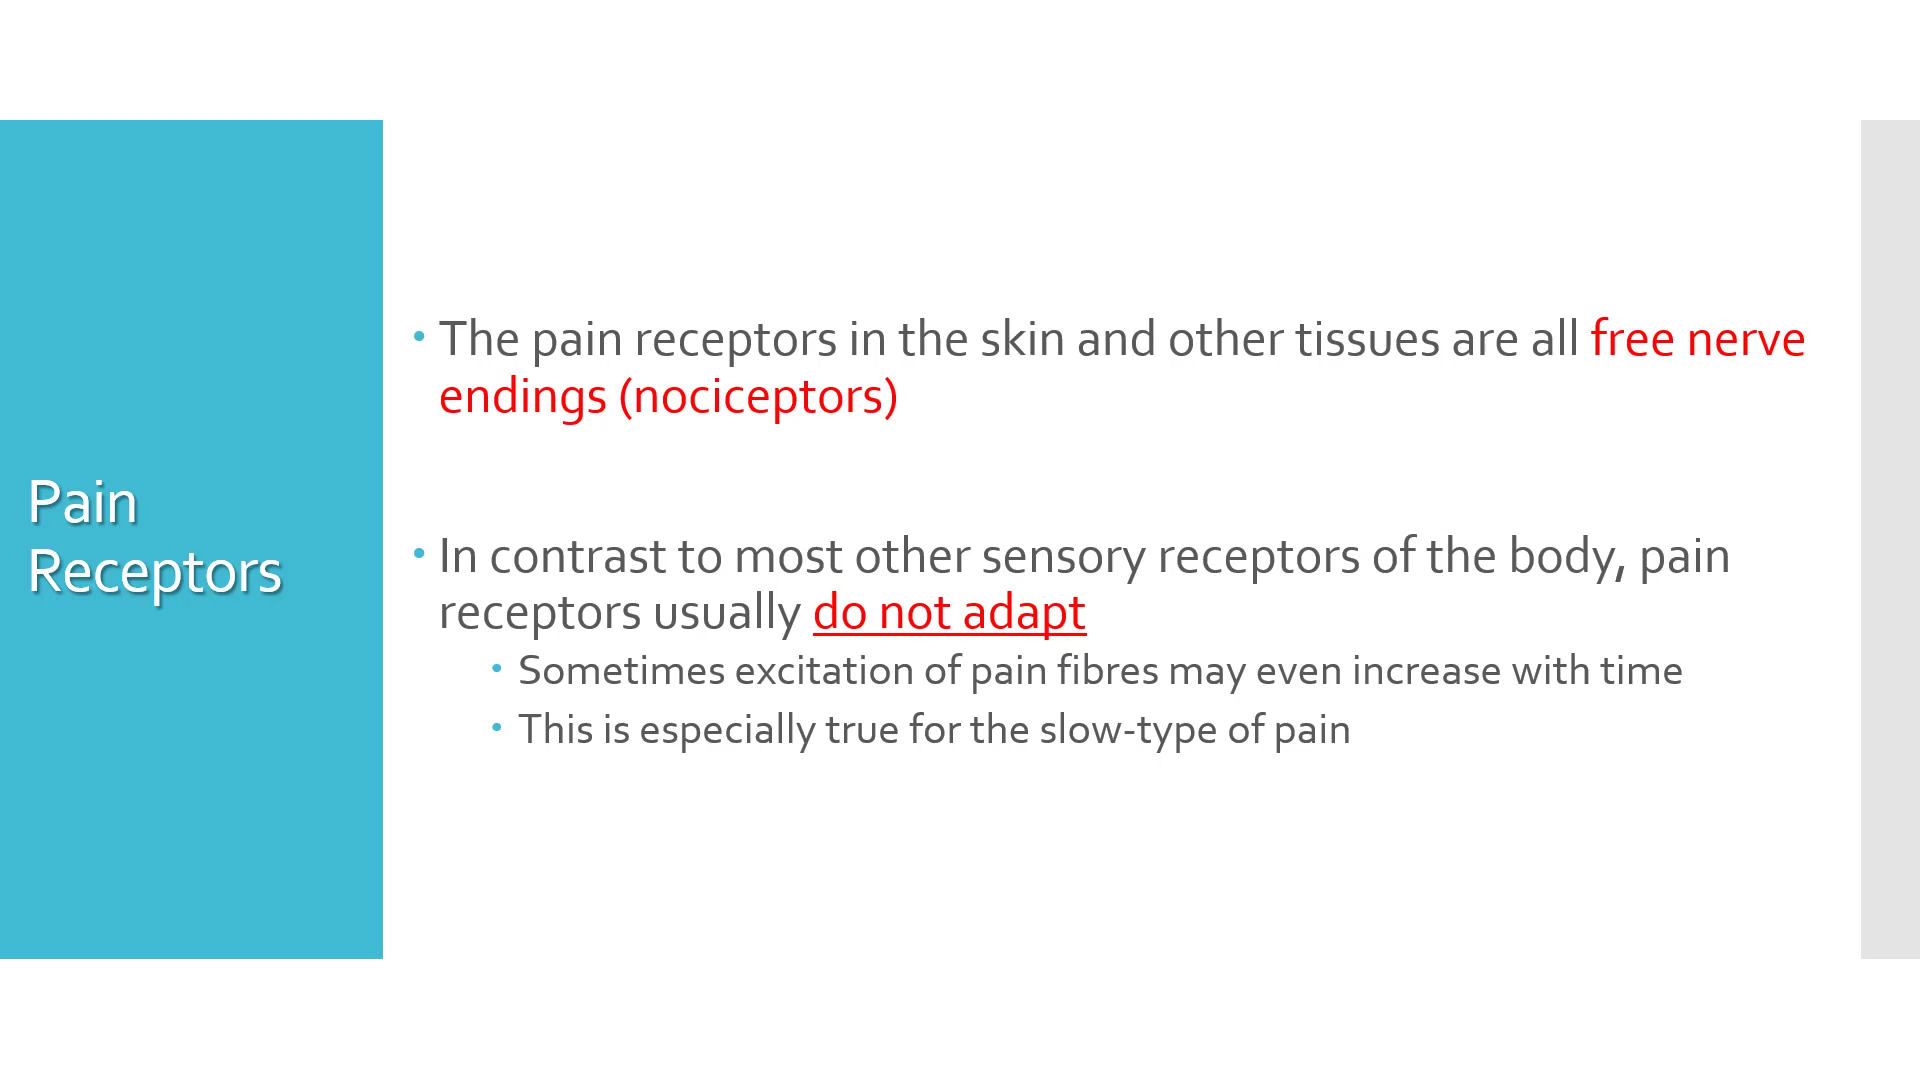 Pain
Receptors
• The pain receptors in the skin and other tissues are all free nerve
endings (nociceptors)
• In contrast to most other sensory receptors of the body, pain
receptors usually do not adapt
• Sometimes excitation of pain fibres may even increase with time
• This is especially true for the slow-type of pain